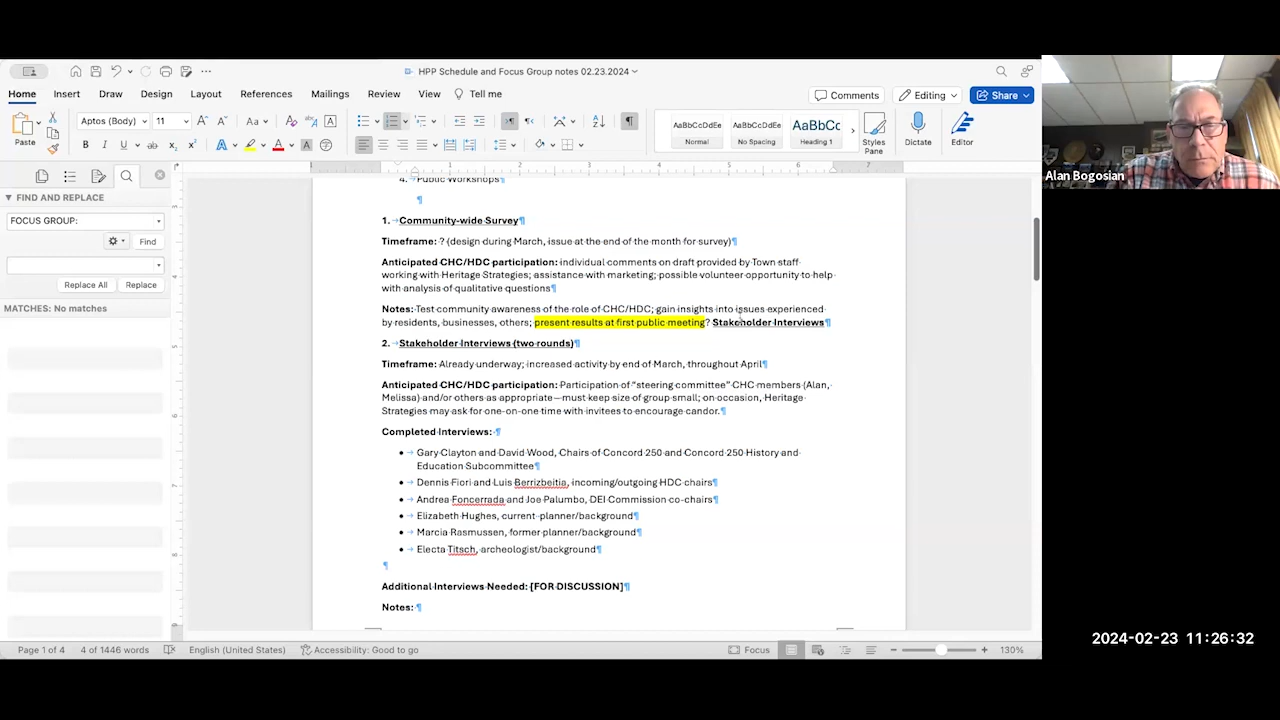 HPP Schedule and Focus Group notes 02.23.2024
Home Insert Draw Design Layout References Mailings Review View Tell me Comments Editing Share
Paste
Aptos (Body) 11
AaBbCcDdEe AaBbCcDdEe AaBbCc
Normal No Spacing Heading 1
Styles Pane
Dictate
Editor
FIND AND REPLACE
FOCUS GROUP:
Find
Replace All Replace
MATCHES: No matches
4. Public Workshops
1. Community-wide Survey
Timeframe: ? (design during March, issue at the end of the month for survey)
Anticipated CHC/HDC participation: individual comments on draft provided by Town staff
working with Heritage Strategies; assistance with marketing; possible volunteer opportunity to help
with analysis of qualitative questions
Notes: Test community awareness of the role of CHC/HDC; gain insights into issues experienced
by residents, businesses, others; present results at first public meeting? Stakeholder Interviews
2. Stakeholder Interviews (two rounds)
Timeframe: Already underway; increased activity by end of March, throughout April
Anticipated CHC/HDC participation: Participation of “steering committee” CHC members (Alan,
Melissa) and/or others as appropriate—must keep size of group small; on occasion, Heritage
Strategies may ask for one-on-one time with invitees to encourage candor.
Completed Interviews:
• Gary Clayton and David Wood, Chairs of Concord 250 and Concord 250 History and
Education Subcommittee
• Dennis Fiori and Luis Berrizbeitia, incoming/outgoing HDC chairs
• Andrea Foncerrada and Joe Palumbo, DEI Commission co-chairs
• Elizabeth Hughes, current planner/background
• Marcia Rasmussen, former planner/background
• Electa Titsch, archeologist/background
Additional Interviews Needed: [FOR DISCUSSION]
Notes:
Page 1 of 4 4 of 1446 words English (United States) Accessibility: Good to go Focus 130%
Alan Bogosian
2024-02-23 11:26:32